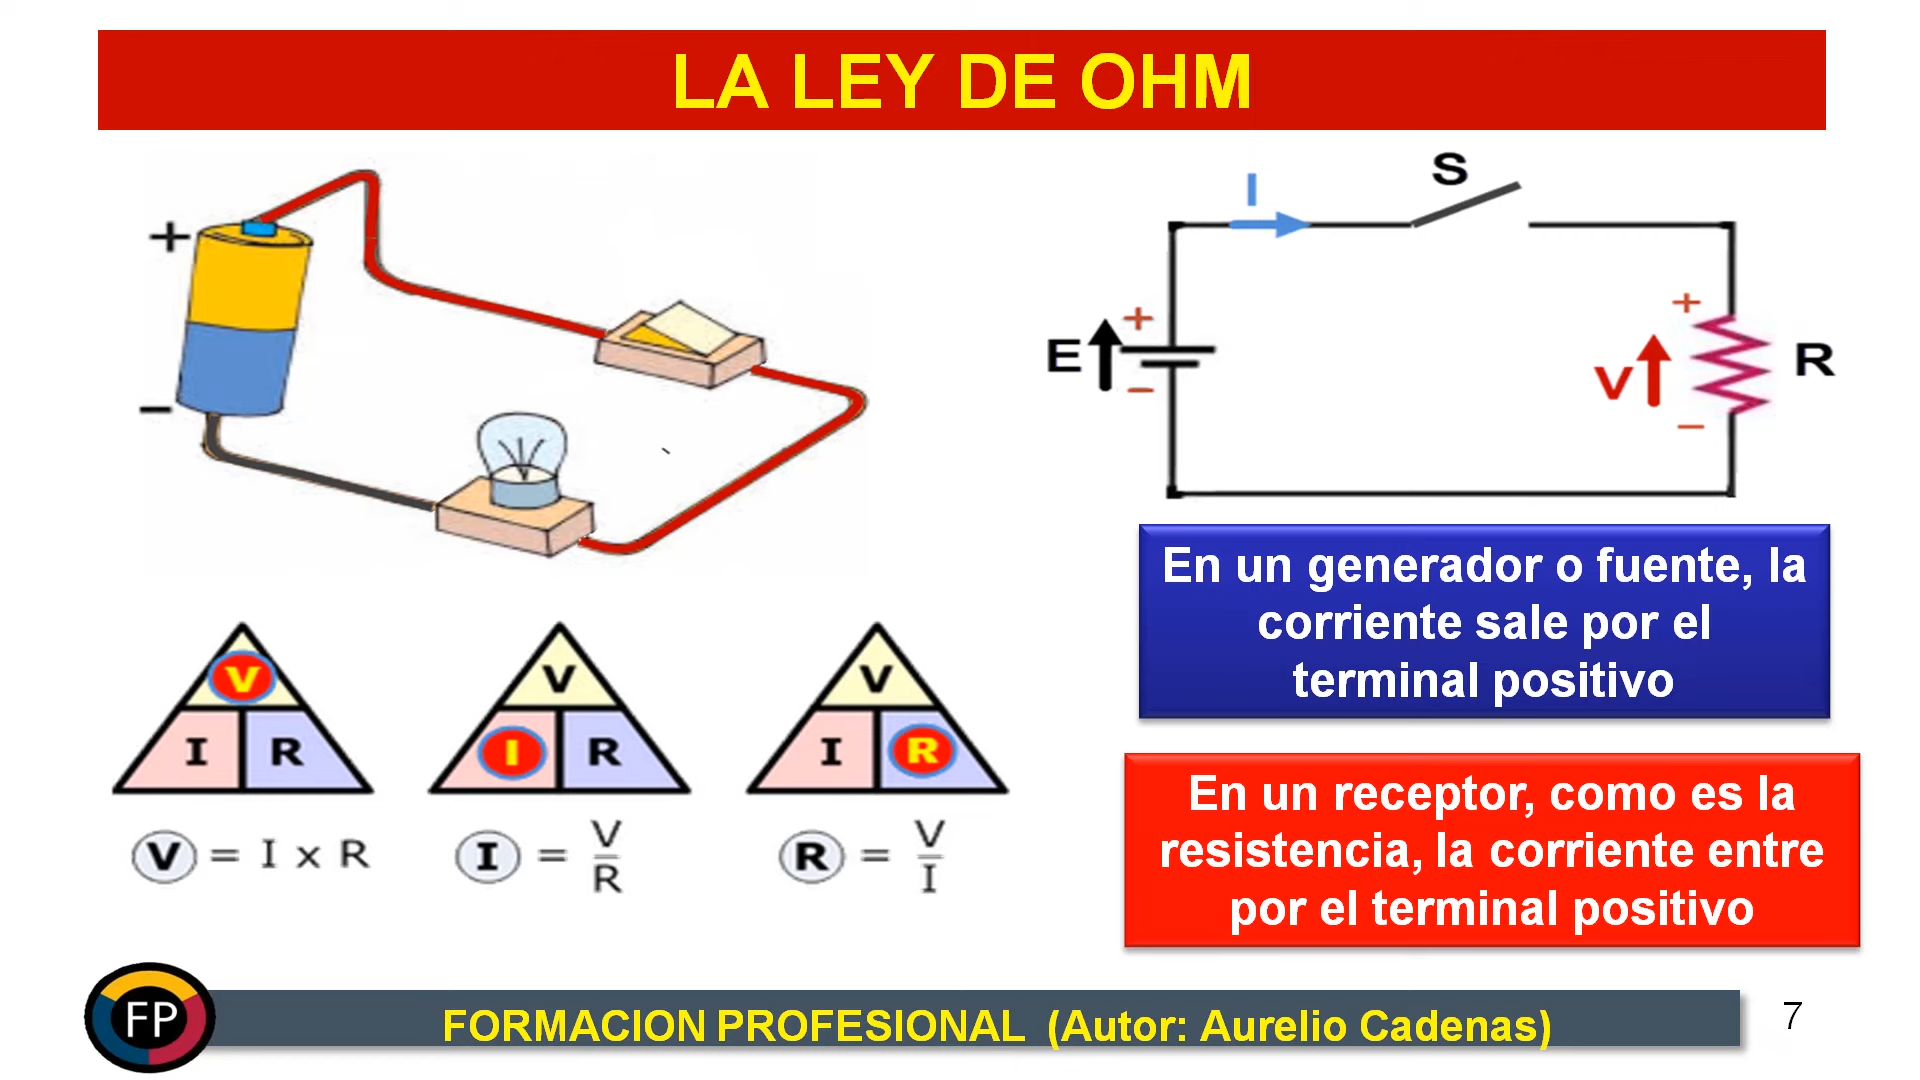 LA LEY DE OHM
+
−
I
S
E
+
−
V
+
−
R
En un generador o fuente, la
corriente sale por el
terminal positivo
V
I R
V
I R
V
I R
V = I x R
I = V
R
R = V
I
En un receptor, como es la
resistencia, la corriente entre
por el terminal positivo
FP
FORMACION PROFESIONAL (Autor: Aurelio Cadenas)
7